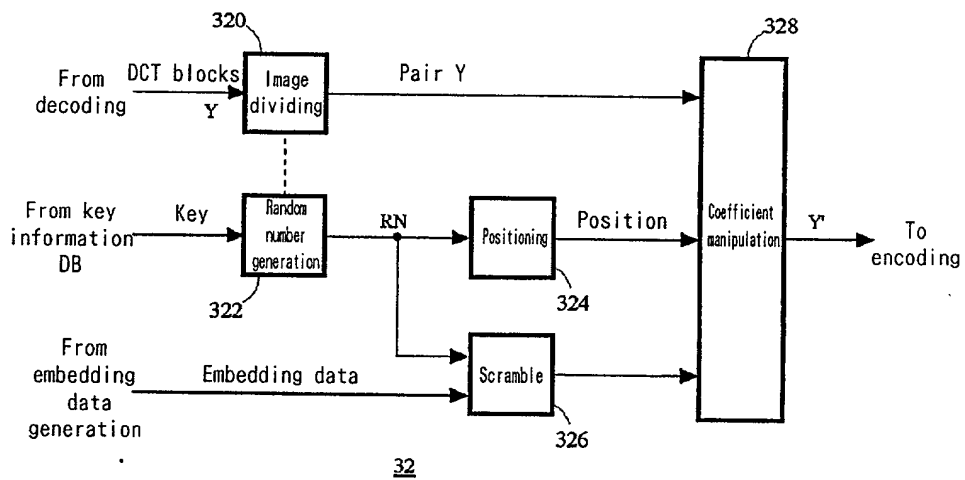 320
328
From
decoding
DCT blocks
Y
Image
dividing
Pair Y
From key
information
DB
Key
Random
number
generation
322
RN
Positioning
324
Position
Coefficient
manipulation
Y'
To
encoding
From
embedding
data
generation
Embedding data
Scramble
326
32